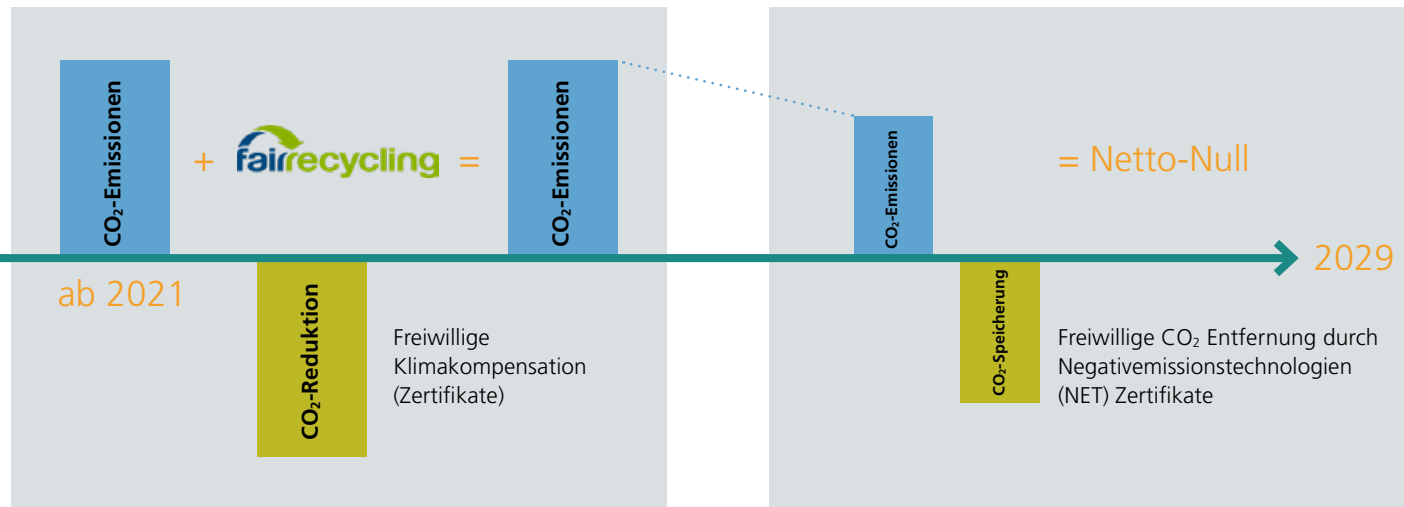 CO₂-Emissionen
+
fairrecycling
=
CO₂-Emissionen
ab 2021
CO₂-Reduktion
Freiwillige
Klimakompensation
(Zertifikate)
CO₂-Emissionen
= Netto-Null
2029
CO₂-Speicherung
Freiwillige CO₂ Entfernung durch
Negativemissionstechnologien
(NET) Zertifikate